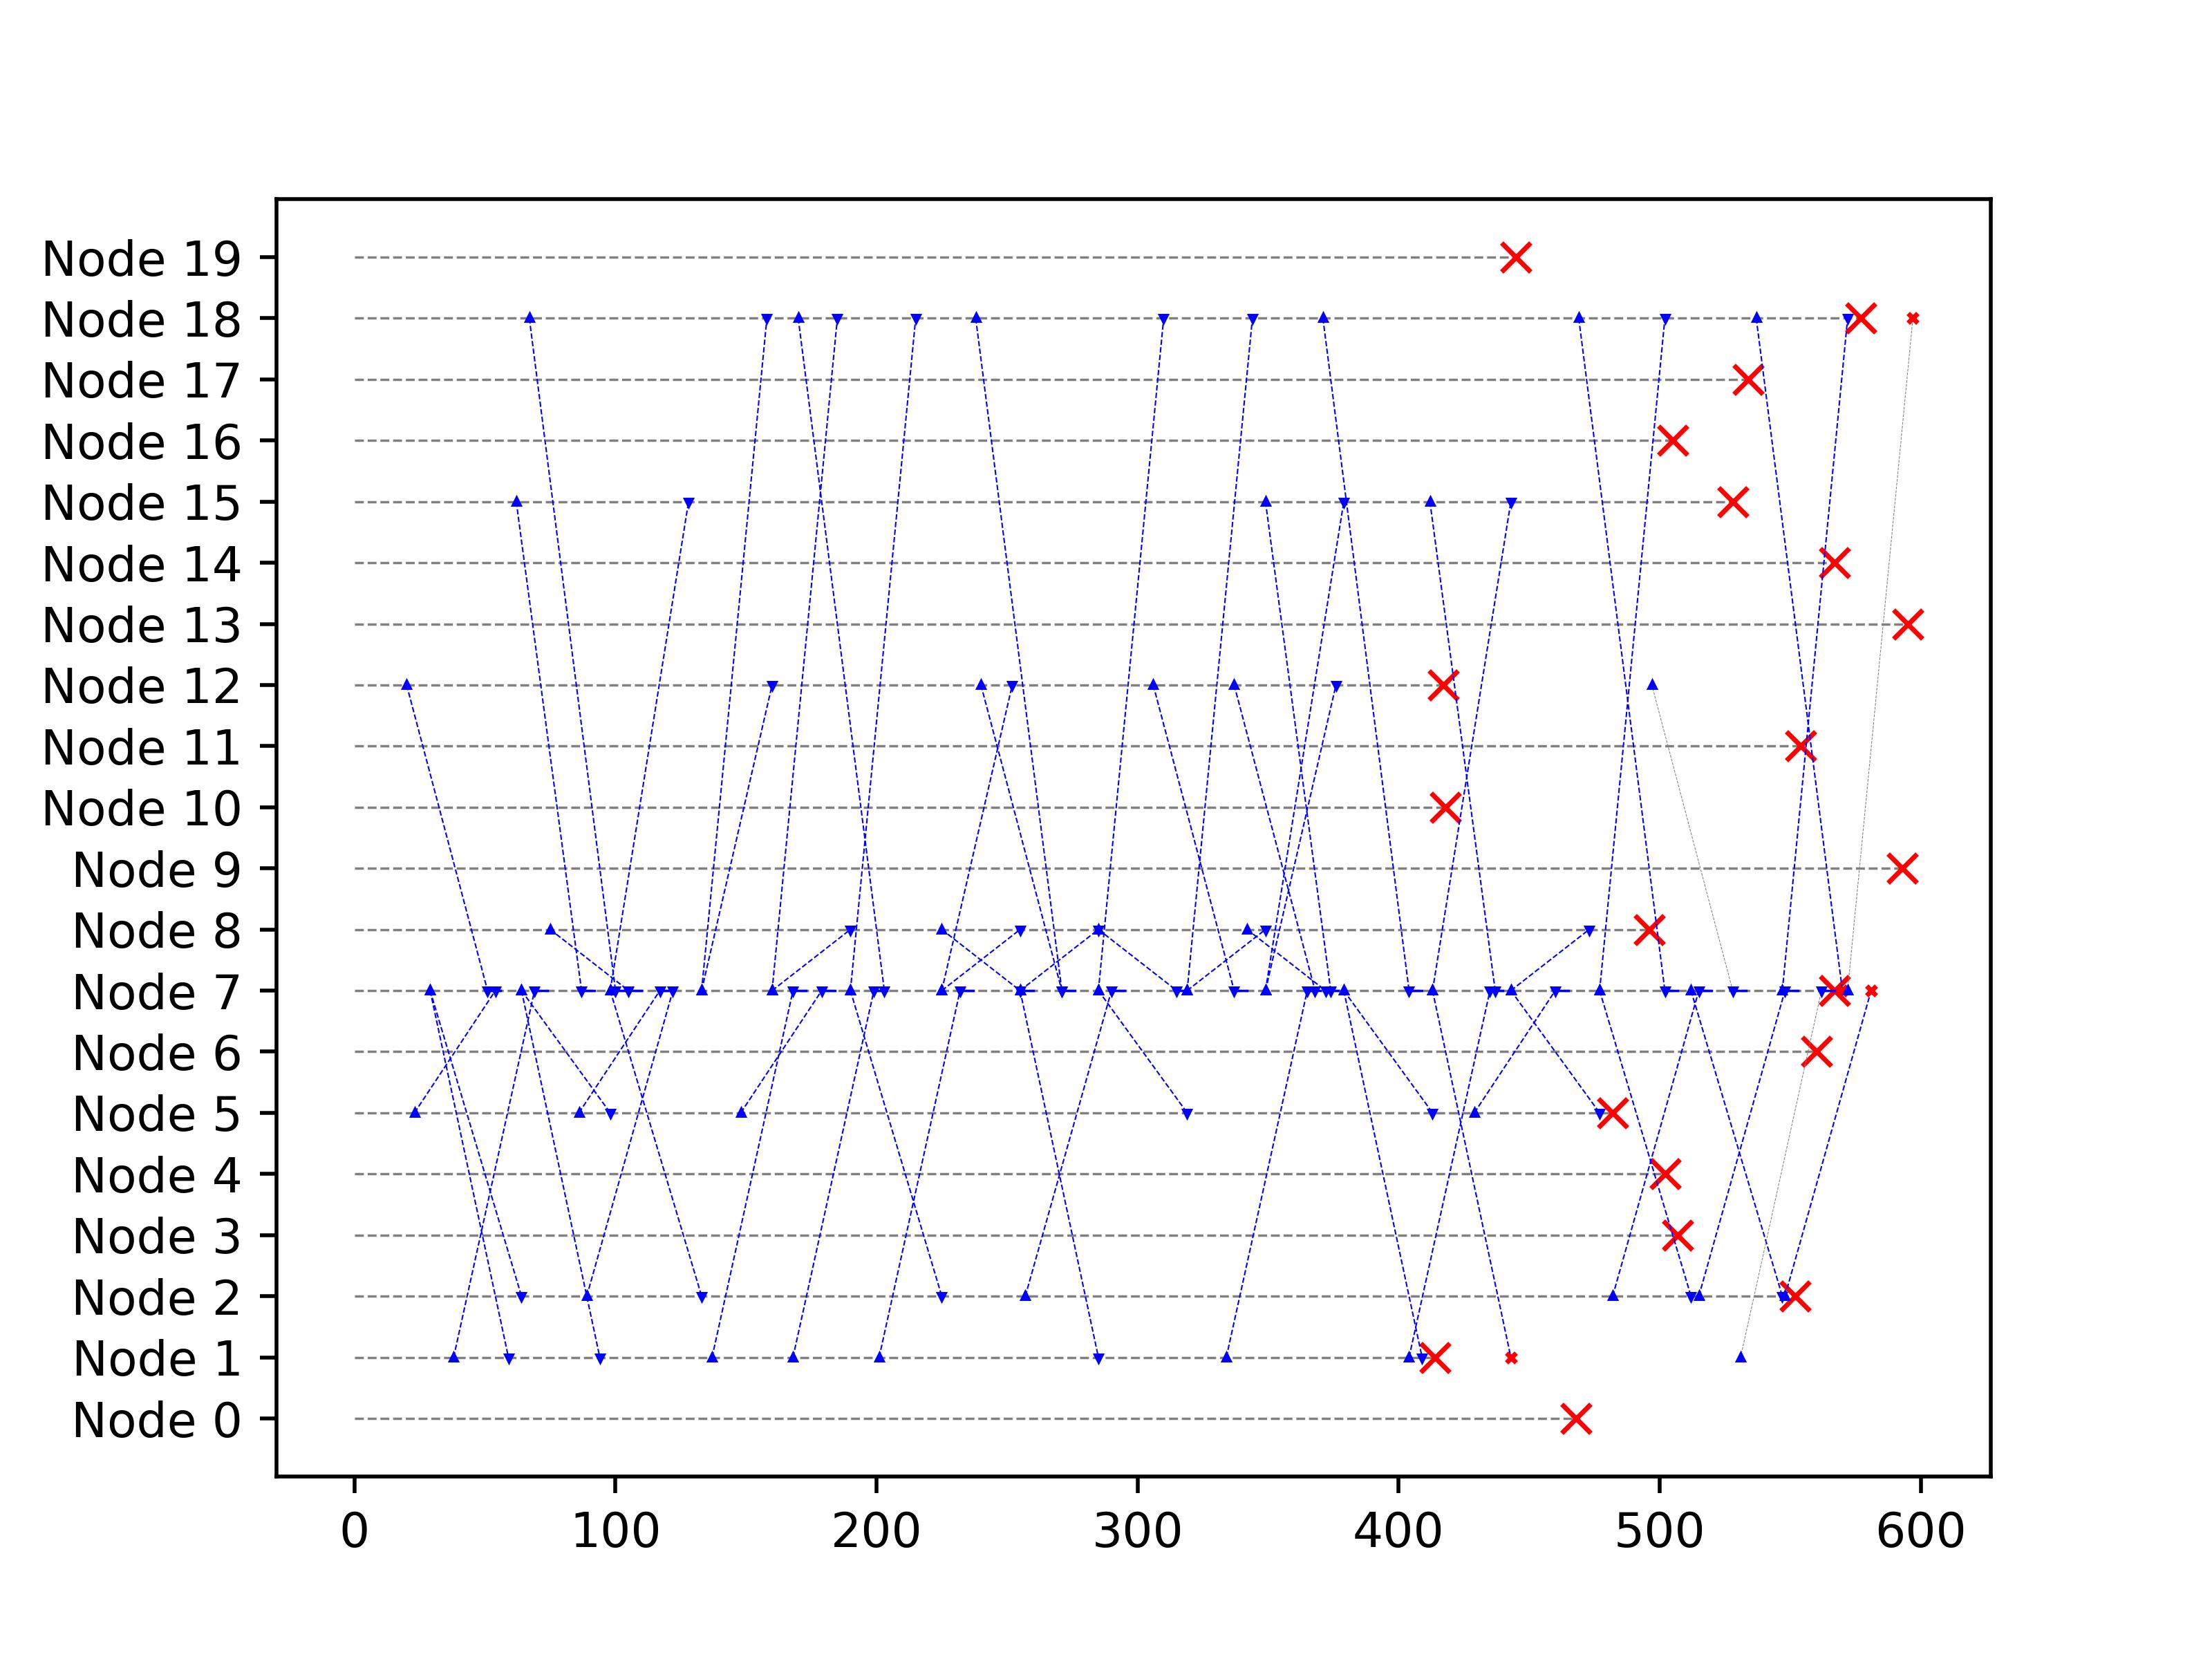 Node 19
Node 18
Node 17
Node 16
Node 15
Node 14
Node 13
Node 12
Node 11
Node 10
Node 9
Node 8
Node 7
Node 6
Node 5
Node 4
Node 3
Node 2
Node 1
Node 0
0 100 200 300 400 500 600